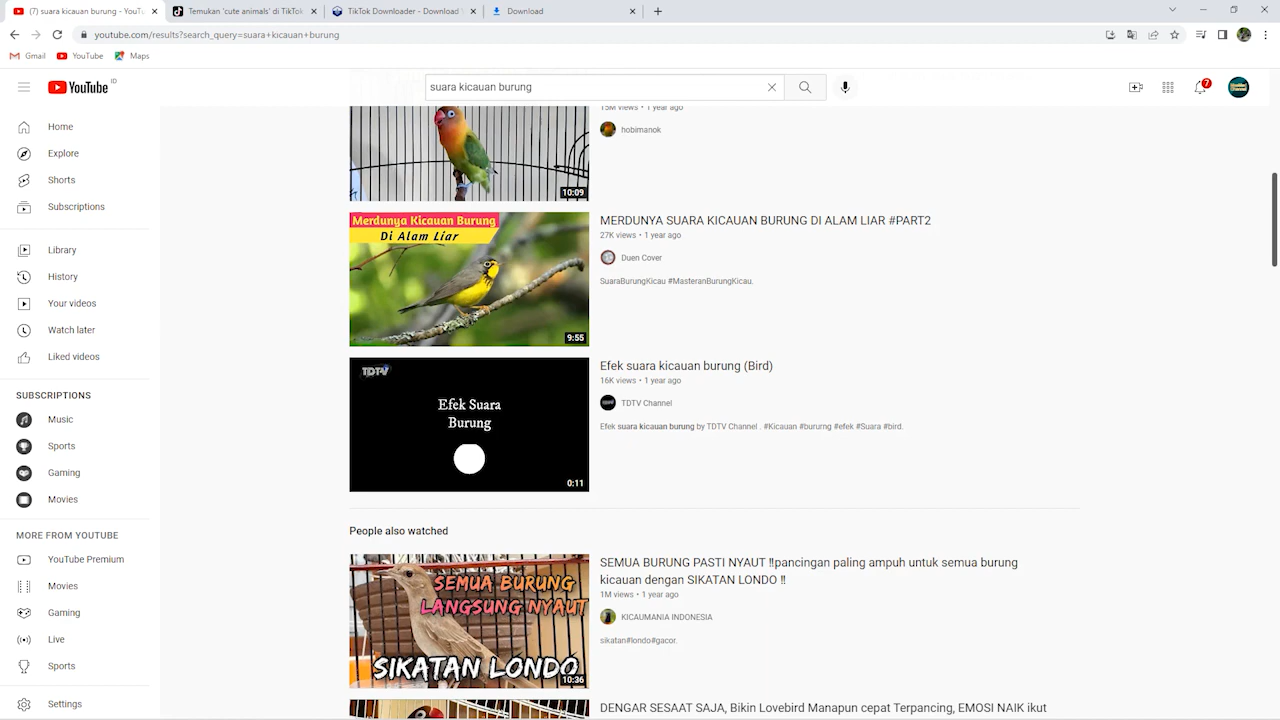 (7) suara kicauan burung - YouTu
Temukan 'cute animals' di TikTok
TikTok Downloader - Download
Download
youtube.com/results?search_query=suara+kicauan+burung
Gmail
YouTube
Maps
YouTube ID
suara kicauan burung
7
Home
Explore
Shorts
Subscriptions
Library
History
Your videos
Watch later
Liked videos
SUBSCRIPTIONS
Music
Sports
Gaming
Movies
MORE FROM YOUTUBE
YouTube Premium
Movies
Gaming
Live
Sports
Settings
15M views • 1 year ago
hobimanok
10:09
Merdunya Kicauan Burung
Di Alam Liar
9:55
MERDUNYA SUARA KICAUAN BURUNG DI ALAM LIAR #PART2
27K views • 1 year ago
Duen Cover
SuaraBurungKicau #MasteranBurungKicau.
TDTV
Efek Suara
Burung
0:11
Efek suara kicauan burung (Bird)
16K views • 1 year ago
TDTV Channel
Efek suara kicauan burung by TDTV Channel . #Kicauan #bururng #efek #Suara #bird.
People also watched
SEMUA BURUNG
LANGSUNG NYAUT
SIKATAN LONDO
10:36
SEMUA BURUNG PASTI NYAUT ‼pancingan paling ampuh untuk semua burung
kicauan dengan SIKATAN LONDO ‼
1M views • 1 year ago
KICAUMANIA INDONESIA
sikatan#londo#gacor.
DENGAR SESAAT SAJA, Bikin Lovebird Manapun cepat Terpancing, EMOSI NAIK ikut